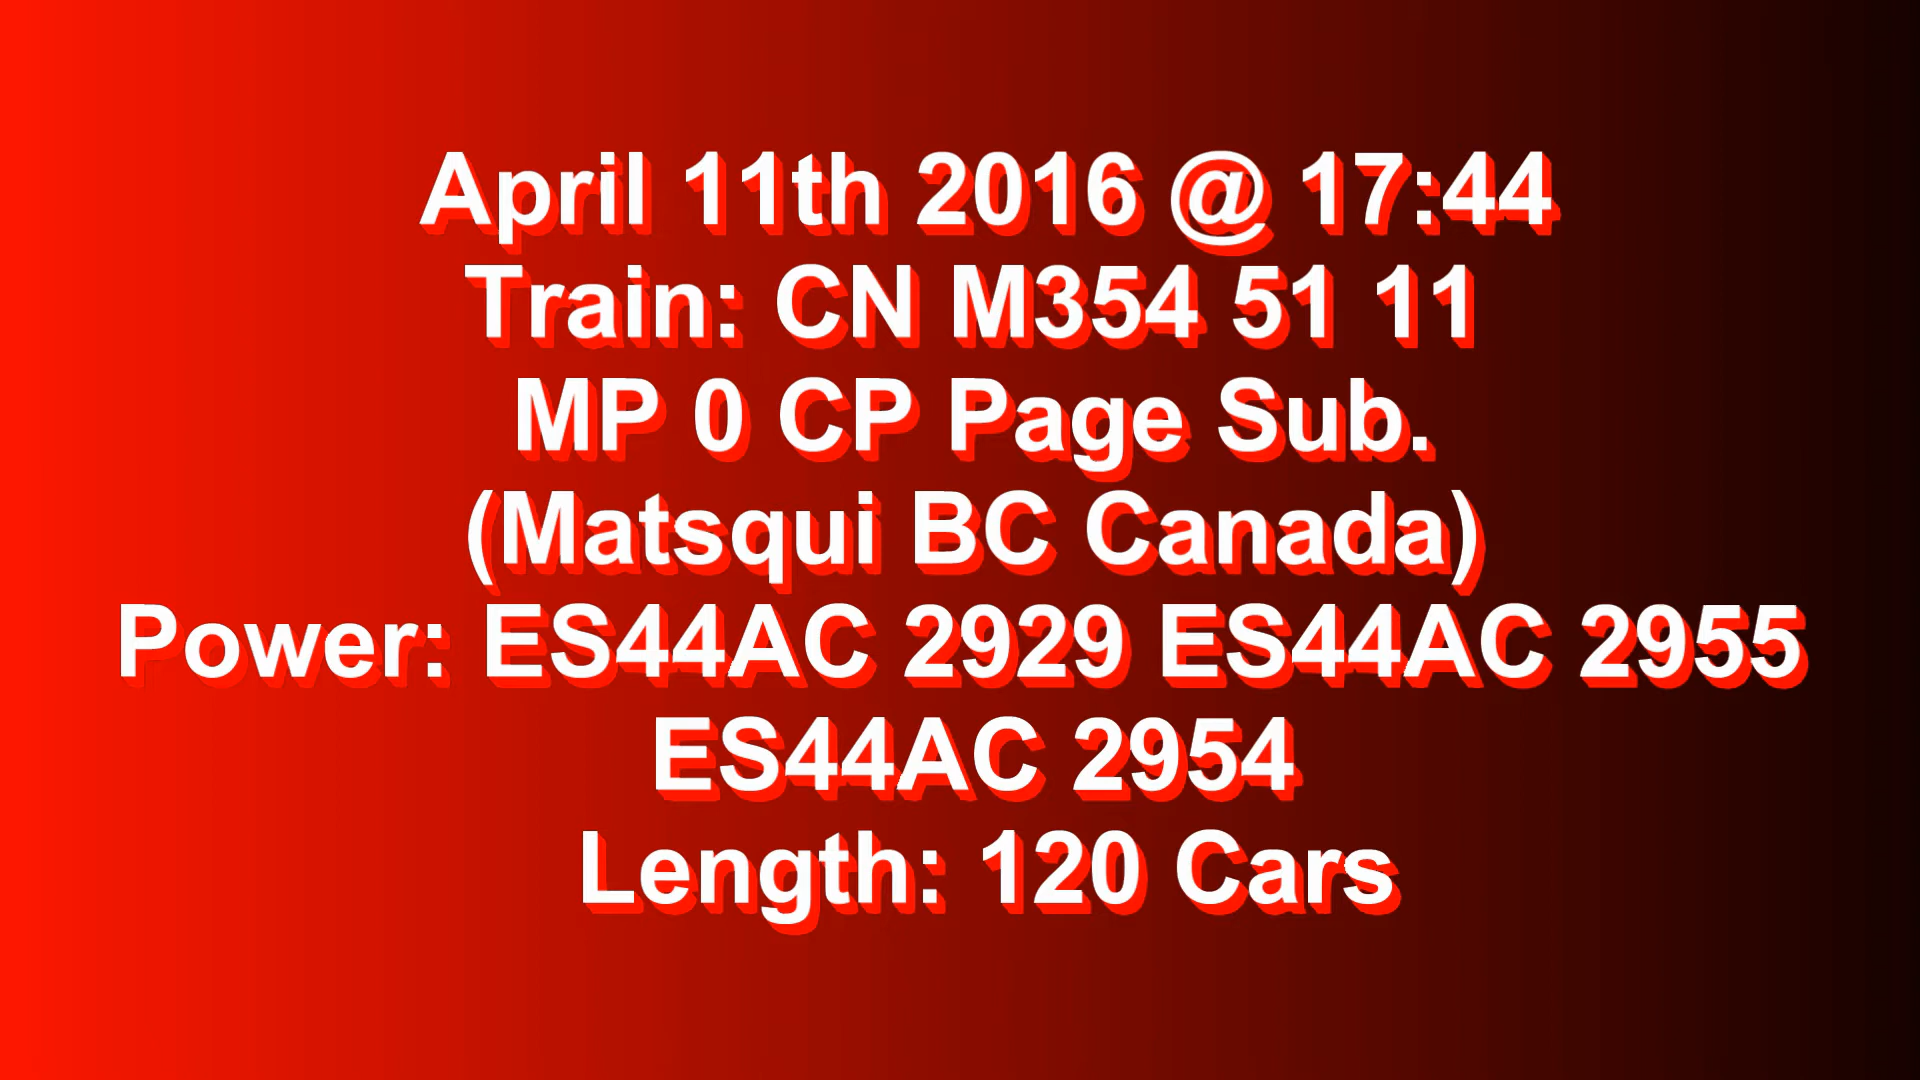 April 11th 2016 @ 17:44
Train: CN M354 51 11
MP 0 CP Page Sub.
(Matsqui BC Canada)
Power: ES44AC 2929 ES44AC 2955
ES44AC 2954
Length: 120 Cars